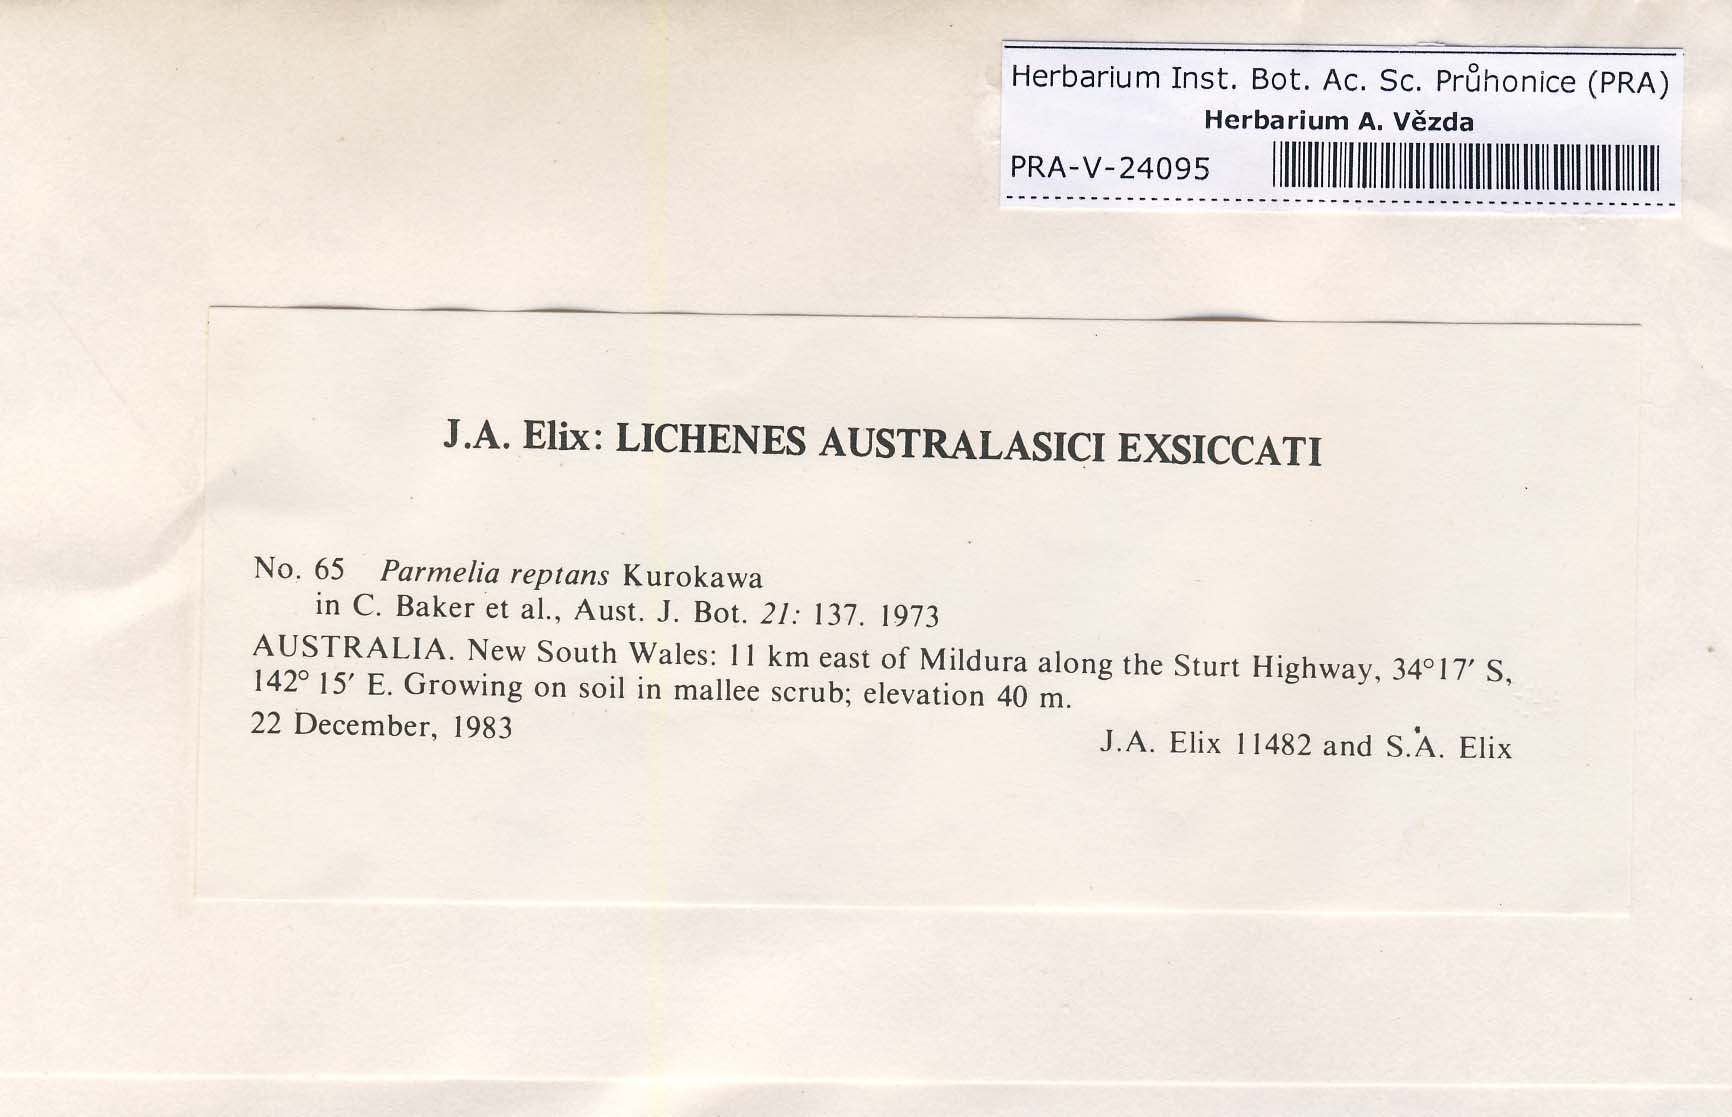 Herbarium Inst. Bot. Ac. Sc. Průhonice (PRA)
Herbarium A. Vězda
PRA-V-24095
J.A. Elix: LICHENES AUSTRALASICI EXSICCATI
No. 65 Parmelia reptans Kurokawa
in C. Baker et al., Aust. J. Bot. 21: 137. 1973
AUSTRALIA. New South Wales: 11 km east of Mildura along the Sturt Highway, 34°17′ S,
142° 15′ E. Growing on soil in mallee scrub; elevation 40 m.
22 December, 1983
J.A. Elix 11482 and S.A. Elix